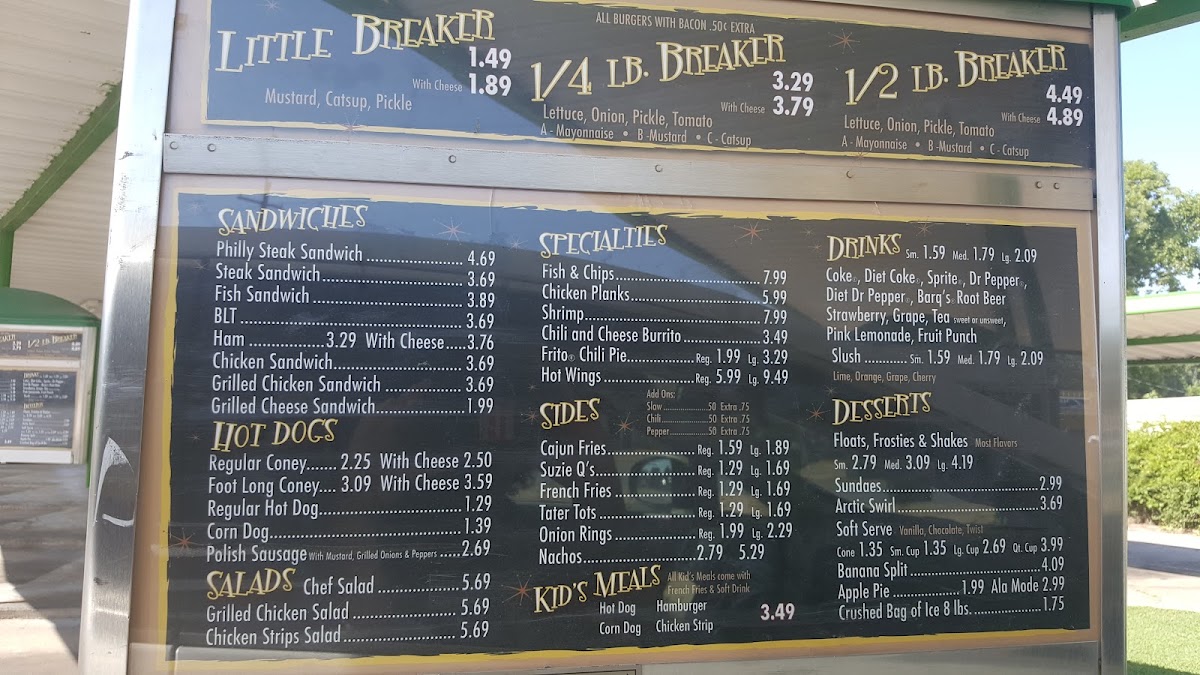 ALL BURGERS WITH BACON .50¢ EXTRA
LITTLE BREAKER
1.49
With Cheese 1.89
Mustard, Catsup, Pickle
1/4 LB. BREAKER
3.29
With Cheese 3.79
Lettuce, Onion, Pickle, Tomato
A - Mayonnaise • B -Mustard • C - Catsup
1/2 LB. BREAKER
4.49
With Cheese 4.89
Lettuce, Onion, Pickle, Tomato
A - Mayonnaise • B -Mustard • C - Catsup
SANDWICHES
Philly Steak Sandwich ........ 4.69
Steak Sandwich ........ 3.69
Fish Sandwich ........ 3.89
BLT ........ 3.69
Ham ........ 3.29 With Cheese ..... 3.76
Chicken Sandwich ........ 3.69
Grilled Chicken Sandwich ........ 3.69
Grilled Cheese Sandwich ........ 1.99
HOT DOGS
Regular Coney ....... 2.25 With Cheese 2.50
Foot Long Coney .... 3.09 With Cheese 3.59
Regular Hot Dog ........ 1.29
Corn Dog ........ 1.39
Polish Sausage With Mustard, Grilled Onions & Peppers ..... 2.69
SALADS Chef Salad ........ 5.69
Grilled Chicken Salad ........ 5.69
Chicken Strips Salad ........ 5.69
SPECIALTIES
Fish & Chips ........ 7.99
Chicken Planks ........ 5.99
Shrimp ........ 7.99
Chili and Cheese Burrito ........ 3.49
Frito® Chili Pie ........ Reg. 1.99 Lg. 3.29
Hot Wings ........ Reg. 5.99 Lg. 9.49
Add Ons:
Slaw ........ .50 Extra .75
Chili ........ .50 Extra .75
Pepper ........ .50 Extra .75
SIDES
Cajun Fries ........ Reg. 1.59 Lg. 1.89
Suzie Q's ........ Reg. 1.29 Lg. 1.69
French Fries ........ Reg. 1.29 Lg. 1.69
Tater Tots ........ Reg. 1.29 Lg. 1.69
Onion Rings ........ Reg. 1.99 Lg. 2.29
Nachos ........ 2.79 5.29
KID'S MEALS All Kid's Meals come with
French Fries & Soft Drink
Hot Dog Hamburger 3.49
Corn Dog Chicken Strip
DRINKS Sm. 1.59 Med. 1.79 Lg. 2.09
Coke®, Diet Coke®, Sprite®, Dr Pepper®,
Diet Dr Pepper®, Barq's® Root Beer
Strawberry, Grape, Tea sweet or unsweet,
Pink Lemonade, Fruit Punch
Slush ........ Sm. 1.59 Med. 1.79 Lg. 2.09
Lime, Orange, Grape, Cherry
DESSERTS
Floats, Frosties & Shakes Most Flavors
Sm. 2.79 Med. 3.09 Lg. 4.19
Sundaes ........ 2.99
Arctic Swirl ........ 3.69
Soft Serve Vanilla, Chocolate, Twist
Cone 1.35 Sm. Cup 1.35 Lg. Cup 2.69 Qt. Cup 3.99
Banana Split ........ 4.09
Apple Pie ........ 1.99 Ala Mode 2.99
Crushed Bag of Ice 8 lbs. ........ 1.75
1/2 LB. BREAKER